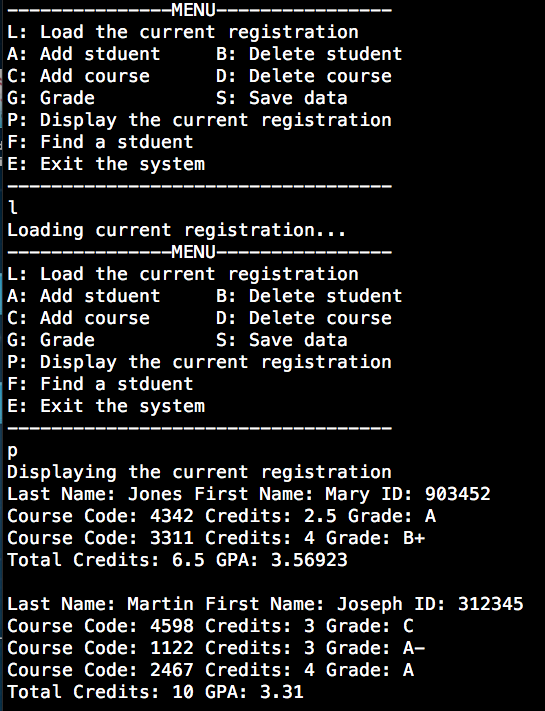 ---------------MENU----------------
L: Load the current registration
A: Add stduent     B: Delete student
C: Add course      D: Delete course
G: Grade           S: Save data
P: Display the current registration
F: Find a stduent
E: Exit the system
-----------------------------------
l
Loading current registration...
---------------MENU----------------
L: Load the current registration
A: Add stduent     B: Delete student
C: Add course      D: Delete course
G: Grade           S: Save data
P: Display the current registration
F: Find a stduent
E: Exit the system
-----------------------------------
p
Displaying the current registration
Last Name: Jones First Name: Mary ID: 903452
Course Code: 4342 Credits: 2.5 Grade: A
Course Code: 3311 Credits: 4 Grade: B+
Total Credits: 6.5 GPA: 3.56923

Last Name: Martin First Name: Joseph ID: 312345
Course Code: 4598 Credits: 3 Grade: C
Course Code: 1122 Credits: 3 Grade: A-
Course Code: 2467 Credits: 4 Grade: A
Total Credits: 10 GPA: 3.31